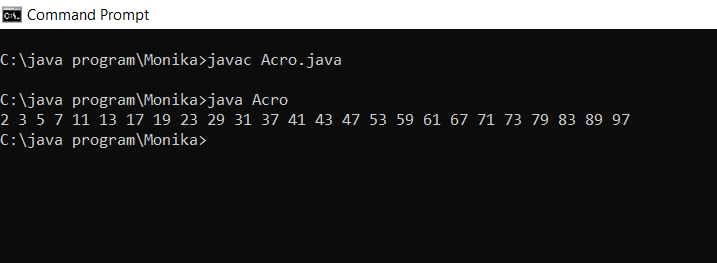 Command Prompt
C:\java program\Monika>javac Acro.java
C:\java program\Monika>java Acro
2 3 5 7 11 13 17 19 23 29 31 37 41 43 47 53 59 61 67 71 73 79 83 89 97
C:\java program\Monika>